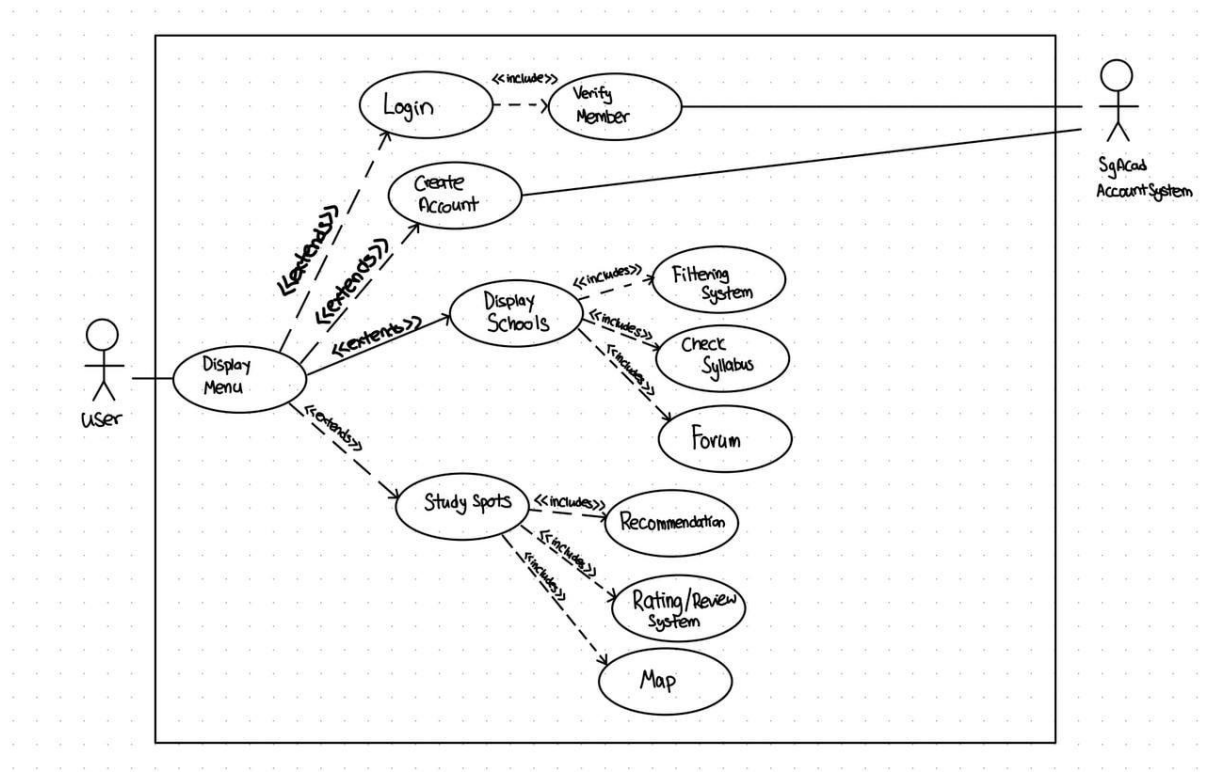 <<include>>
Login
Verify
Member
SgAcad
AccountSystem
Create
Account
<<extends>>
<<extends>>
<<includes>>
Filtering
System
Display
Schools
<<includes>>
<<extends>>
Check
Syllabus
<<includes>>
Display
Menu
user
Forum
<<extends>>
Study Spots
<<includes>>
Recommendation
<<includes>>
<<includes>>
Rating/Review
System
Map